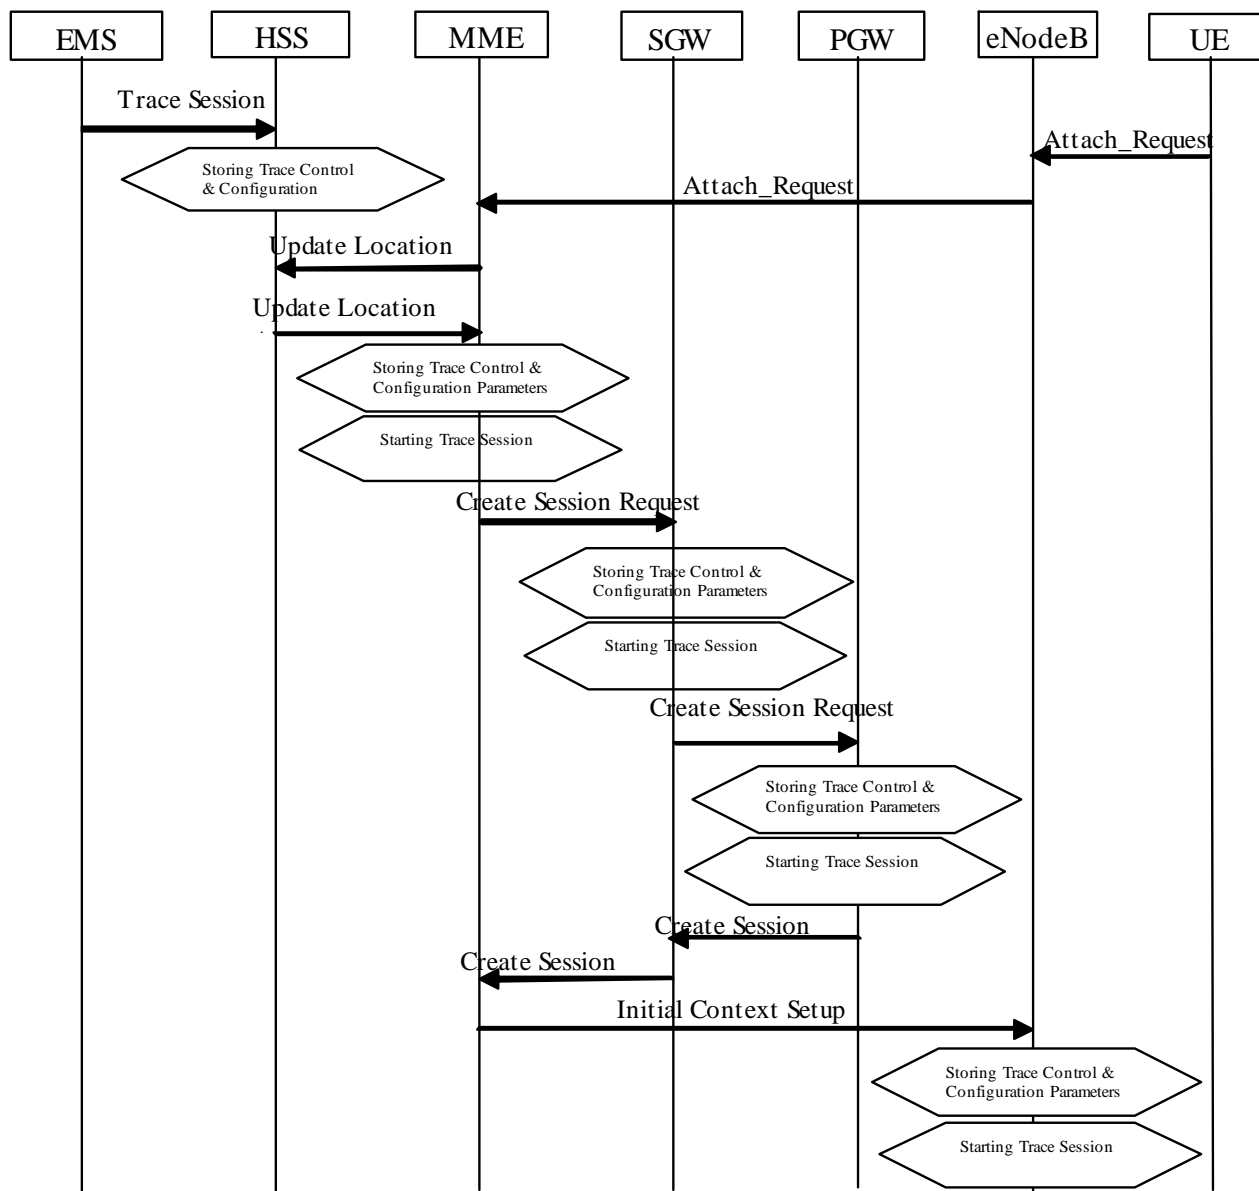 EMS
HSS
MME
SGW
PGW
eNodeB
UE
Trace Session
Attach_Request
Storing Trace Control
& Configuration
Attach_Request
Update Location
Update Location
Storing Trace Control &
Configuration Parameters
Starting Trace Session
Create Session Request
Storing Trace Control &
Configuration Parameters
Starting Trace Session
Create Session Request
Storing Trace Control &
Configuration Parameters
Starting Trace Session
Create Session
Create Session
Initial Context Setup
Storing Trace Control &
Configuration Parameters
Starting Trace Session